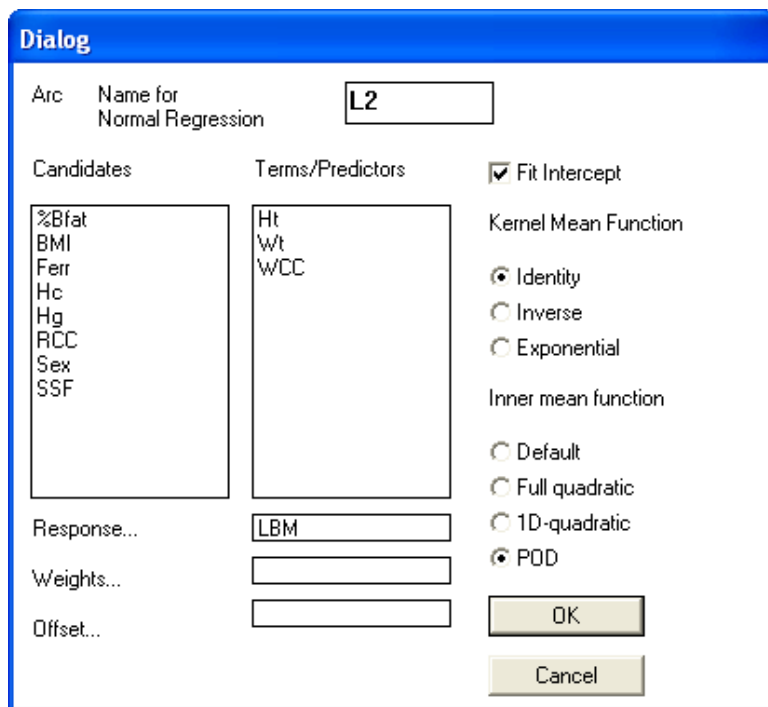 Dialog
Arc
Name for
Normal Regression
L2
Candidates
%Bfat
BMI
Ferr
Hc
Hg
RCC
Sex
SSF
Terms/Predictors
Ht
Wt
WCC
Fit Intercept
Kernel Mean Function
Identity
Inverse
Exponential
Inner mean function
Default
Full quadratic
1D-quadratic
POD
Response...
LBM
Weights...
Offset...
OK
Cancel